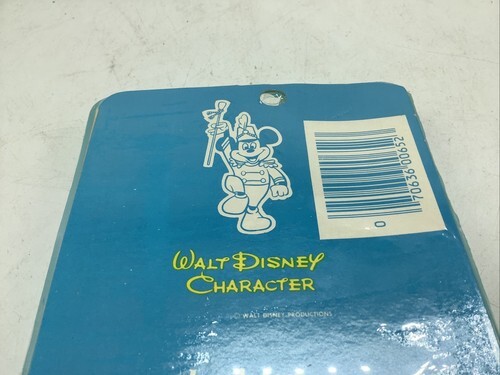 70636 00652
0
WALT DISNEY
CHARACTER
© WALT DISNEY PRODUCTIONS